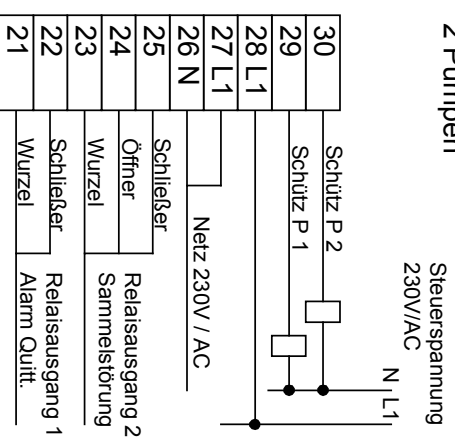 2 Pumpen
Steuerspannung
230V/AC
N L1
30 Schütz P 2
29 Schütz P 1
28 L1
27 L1
26 N Netz 230V / AC
25 Schließer
24 Öffner Relaisausgang 2
23 Wurzel Sammelstörung
22 Schließer Relaisausgang 1
21 Wurzel Alarm Quitt.